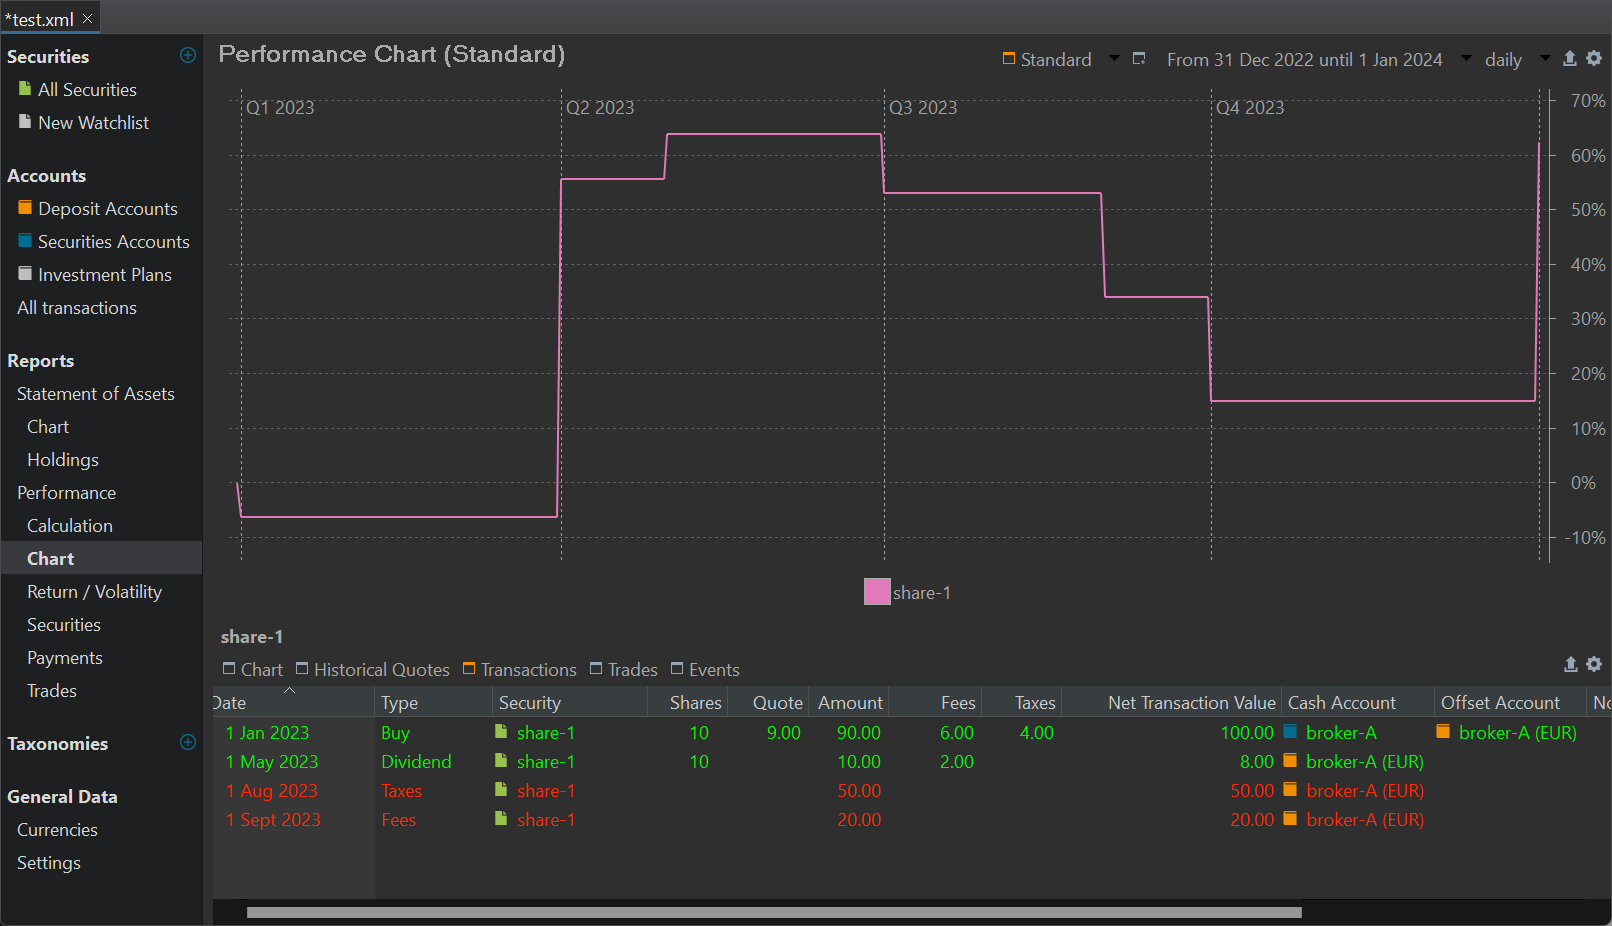 *test.xml
Securities
All Securities
New Watchlist
Accounts
Deposit Accounts
Securities Accounts
Investment Plans
All transactions
Reports
Statement of Assets
Chart
Holdings
Performance
Calculation
Chart
Return / Volatility
Securities
Payments
Trades
Taxonomies
General Data
Currencies
Settings
Performance Chart (Standard)
Standard From 31 Dec 2022 until 1 Jan 2024 daily
Q1 2023 Q2 2023 Q3 2023 Q4 2023
70%
60%
50%
40%
30%
20%
10%
0%
-10%
share-1
share-1
Chart Historical Quotes Transactions Trades Events
Date Type Security Shares Quote Amount Fees Taxes Net Transaction Value Cash Account Offset Account No
1 Jan 2023 Buy share-1 10 9.00 90.00 6.00 4.00 100.00 broker-A broker-A (EUR)
1 May 2023 Dividend share-1 10 10.00 2.00 8.00 broker-A (EUR)
1 Aug 2023 Taxes share-1 50.00 50.00 broker-A (EUR)
1 Sept 2023 Fees share-1 20.00 20.00 broker-A (EUR)